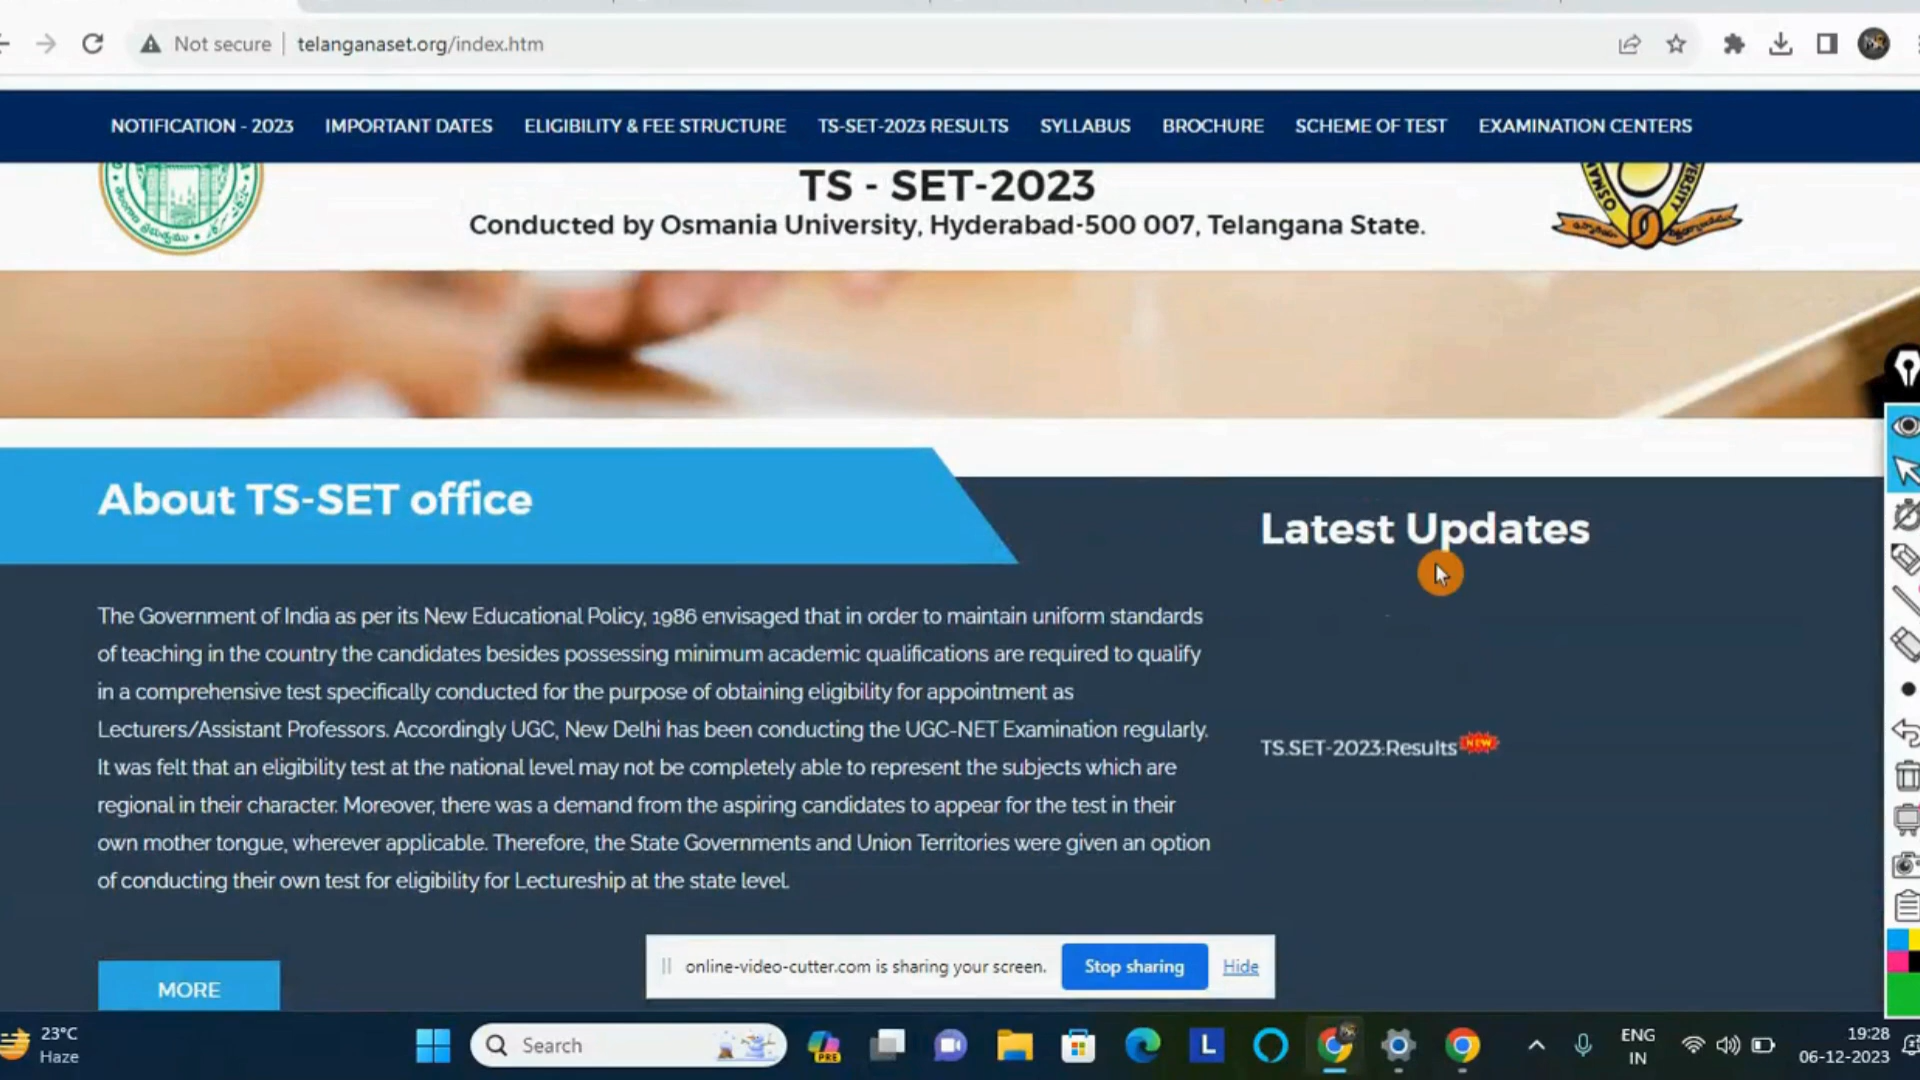 Not secure
telanganaset.org/index.htm
NOTIFICATION - 2023
IMPORTANT DATES
ELIGIBILITY & FEE STRUCTURE
TS-SET-2023 RESULTS
SYLLABUS
BROCHURE
SCHEME OF TEST
EXAMINATION CENTERS
TS - SET-2023
Conducted by Osmania University, Hyderabad-500 007, Telangana State.
About TS-SET office
Latest Updates
The Government of India as per its New Educational Policy, 1986 envisaged that in order to maintain uniform standards
of teaching in the country the candidates besides possessing minimum academic qualifications are required to qualify
in a comprehensive test specifically conducted for the purpose of obtaining eligibility for appointment as
Lecturers/Assistant Professors. Accordingly UGC, New Delhi has been conducting the UGC-NET Examination regularly.
It was felt that an eligibility test at the national level may not be completely able to represent the subjects which are
regional in their character. Moreover, there was a demand from the aspiring candidates to appear for the test in their
own mother tongue, wherever applicable. Therefore, the State Governments and Union Territories were given an option
of conducting their own test for eligibility for Lectureship at the state level.
TS.SET-2023:Results NEW
MORE
online-video-cutter.com is sharing your screen.
Stop sharing
Hide
23°C
Haze
Search
PRE
L
ENG
IN
19:28
06-12-2023